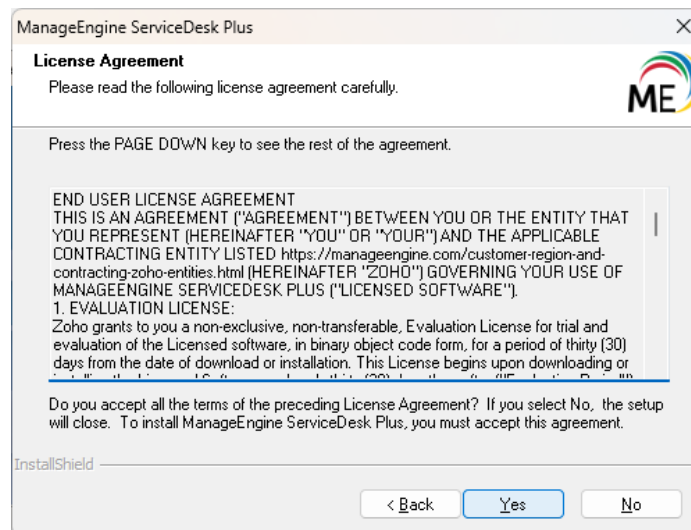 ManageEngine ServiceDesk Plus
License Agreement
Please read the following license agreement carefully.
ME
Press the PAGE DOWN key to see the rest of the agreement.
END USER LICENSE AGREEMENT
THIS IS AN AGREEMENT ("AGREEMENT") BETWEEN YOU OR THE ENTITY THAT
YOU REPRESENT (HEREINAFTER "YOU" OR "YOUR") AND THE APPLICABLE
CONTRACTING ENTITY LISTED https://manageengine.com/customer-region-and-
contracting-zoho-entities.html (HEREINAFTER "ZOHO") GOVERNING YOUR USE OF
MANAGEENGINE SERVICEDESK PLUS ("LICENSED SOFTWARE").
1. EVALUATION LICENSE:
Zoho grants to you a non-exclusive, non-transferable, Evaluation License for trial and
evaluation of the Licensed software, in binary object code form, for a period of thirty (30)
days from the date of download or installation. This License begins upon downloading or
Do you accept all the terms of the preceding License Agreement? If you select No, the setup
will close. To install ManageEngine ServiceDesk Plus, you must accept this agreement.
InstallShield
< Back
Yes
No